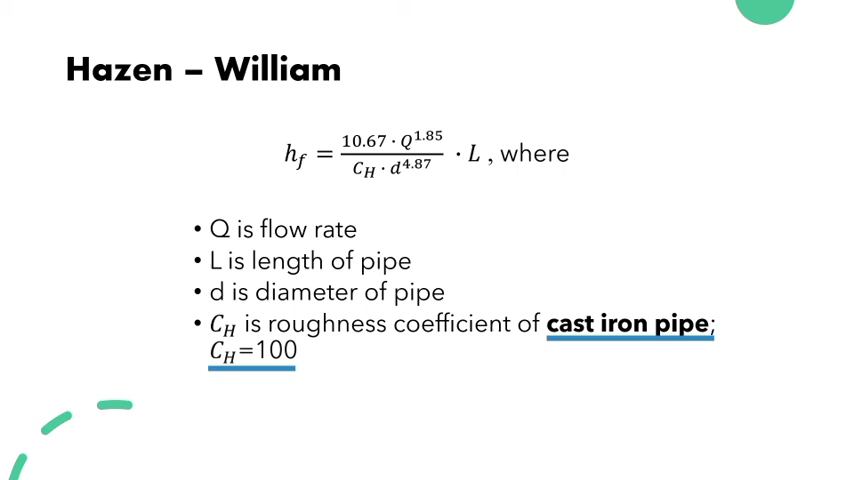 Hazen – William
h_f = \frac{10.67 · Q^{1.85}}{C_H · d^{4.87}} · L , where
• Q is flow rate
• L is length of pipe
• d is diameter of pipe
• C_H is roughness coefficient of cast iron pipe;
C_H=100